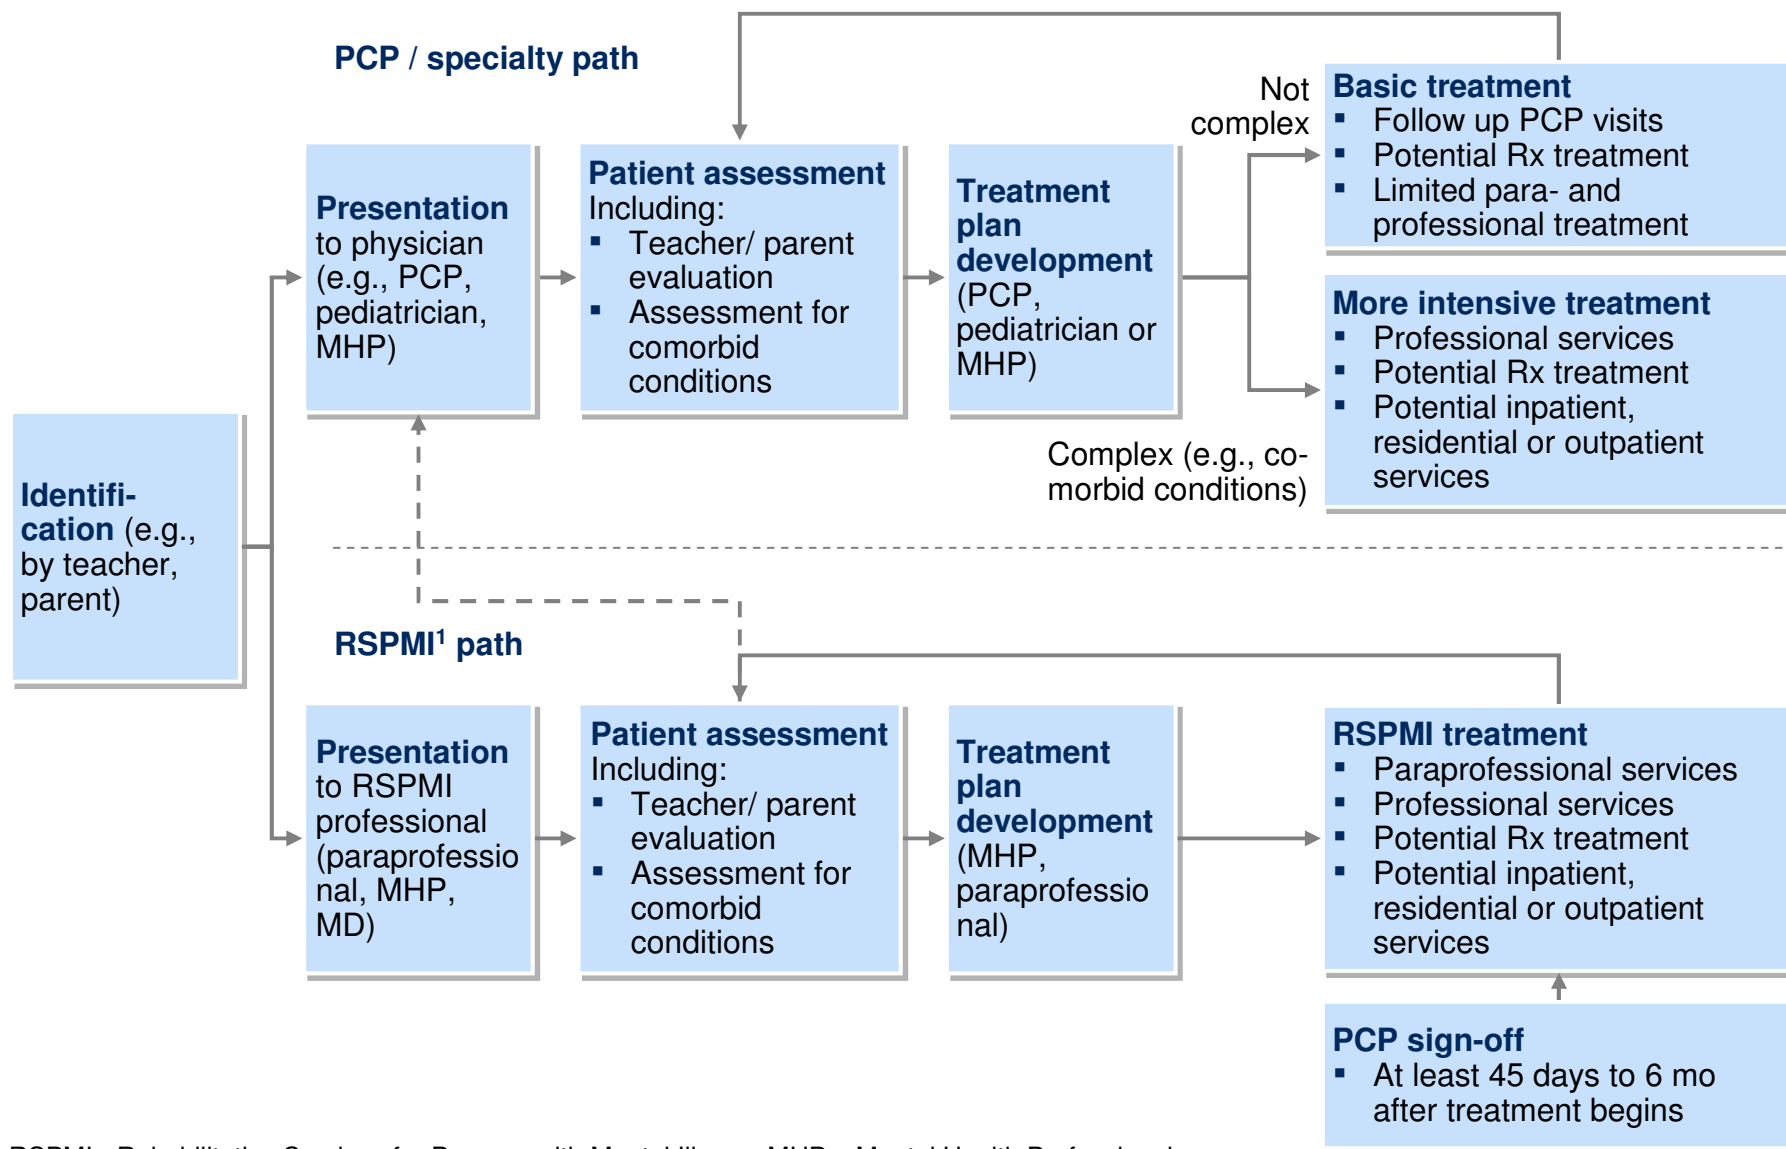 PCP / specialty path
Identifi-
cation (e.g.,
by teacher,
parent)
Presentation
to physician
(e.g., PCP,
pediatrician,
MHP)
Patient assessment
Including:
▪ Teacher/ parent
evaluation
▪ Assessment for
comorbid
conditions
Treatment
plan
development
(PCP,
pediatrician or
MHP)
Not
complex
Basic treatment
▪ Follow up PCP visits
▪ Potential Rx treatment
▪ Limited para- and
professional treatment
Complex (e.g., co-
morbid conditions)
More intensive treatment
▪ Professional services
▪ Potential Rx treatment
▪ Potential inpatient,
residential or outpatient
services
RSPMI¹ path
Presentation
to RSPMI
professional
(paraprofessio
nal, MHP,
MD)
Patient assessment
Including:
▪ Teacher/ parent
evaluation
▪ Assessment for
comorbid
conditions
Treatment
plan
development
(MHP,
paraprofessio
nal)
RSPMI treatment
▪ Paraprofessional services
▪ Professional services
▪ Potential Rx treatment
▪ Potential inpatient,
residential or outpatient
services
PCP sign-off
▪ At least 45 days to 6 mo
after treatment begins